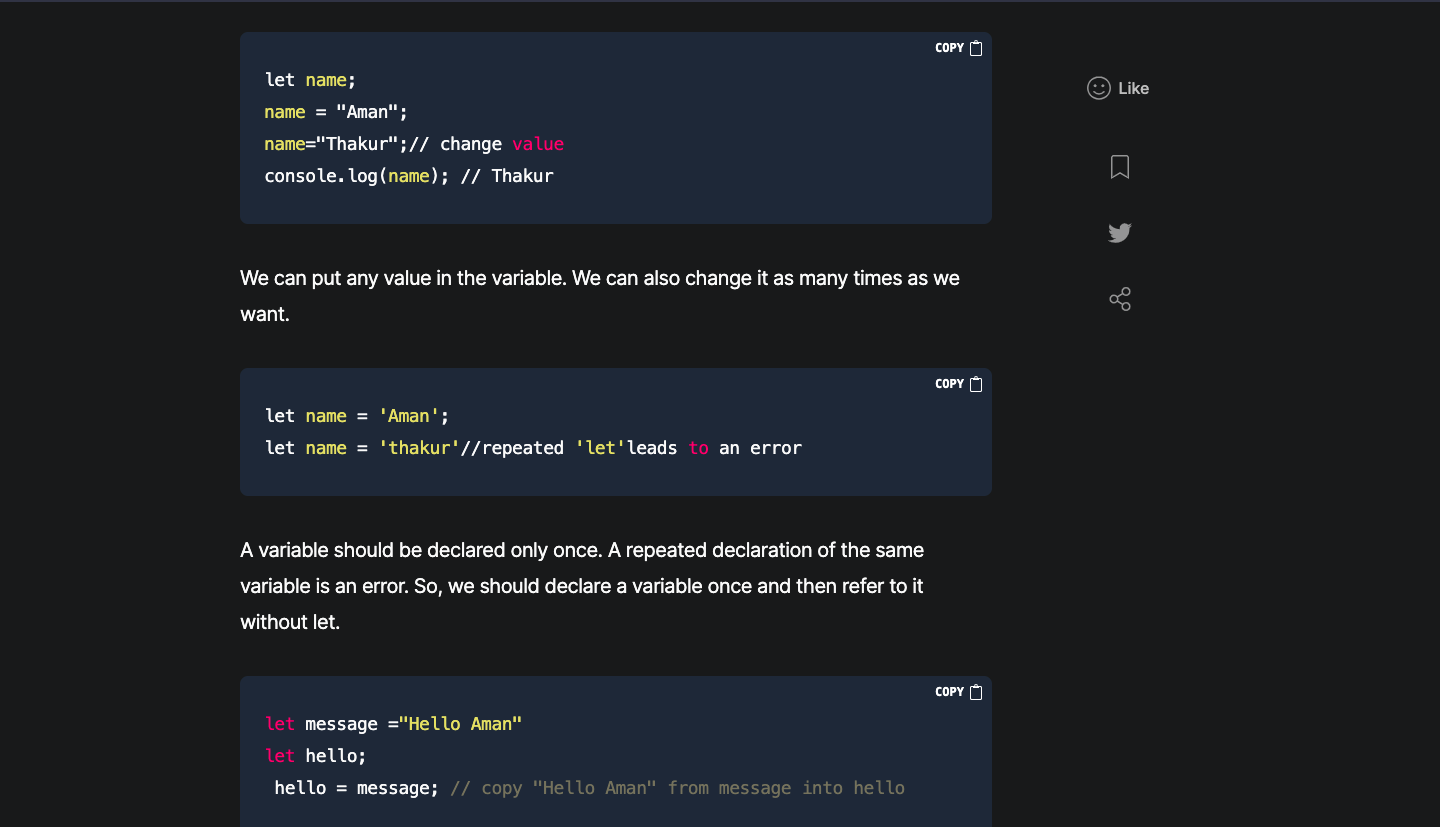 COPY
let name;
name = "Aman";
name="Thakur";// change value
console.log(name); // Thakur
Like
We can put any value in the variable. We can also change it as many times as we
want.
COPY
let name = 'Aman';
let name = 'thakur'//repeated 'let'leads to an error
A variable should be declared only once. A repeated declaration of the same
variable is an error. So, we should declare a variable once and then refer to it
without let.
COPY
let message ="Hello Aman"
let hello;
 hello = message; // copy "Hello Aman" from message into hello